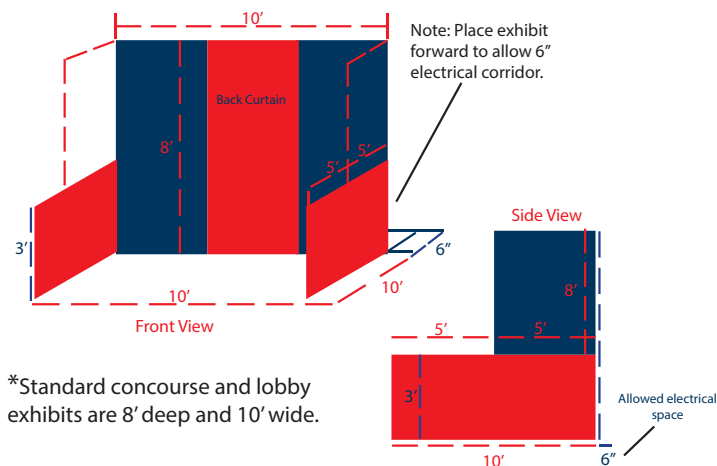 10’
Note: Place exhibit
forward to allow 6”
electrical corridor.
Back Curtain
8’
5’
5’
3’
6”
10’
10’
Front View
Side View
8’
5’
5’
3’
10’
6”
Allowed electrical
space
*Standard concourse and lobby
exhibits are 8’ deep and 10’ wide.